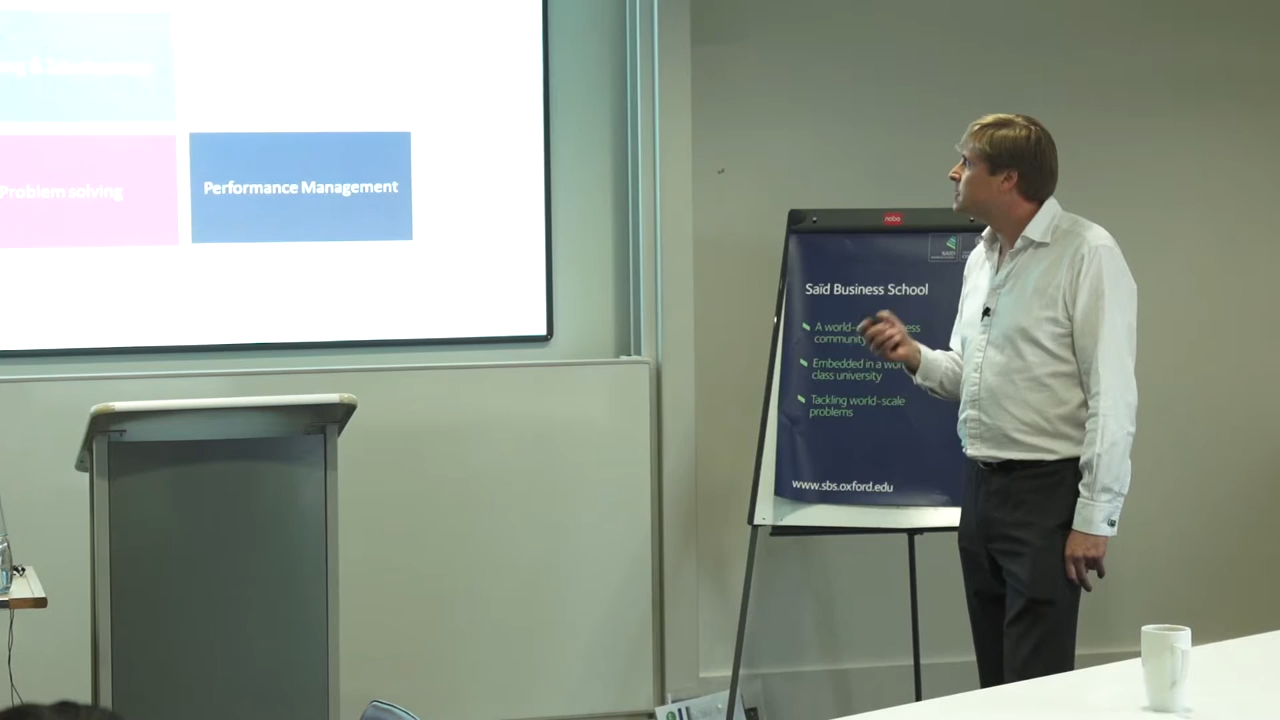 Problem solving
Performance Management
nobo
SAÏD
Saïd Business School
A world-
community
Embedded in a
class university
Tackling world-scale
problems
www.sbs.oxford.edu